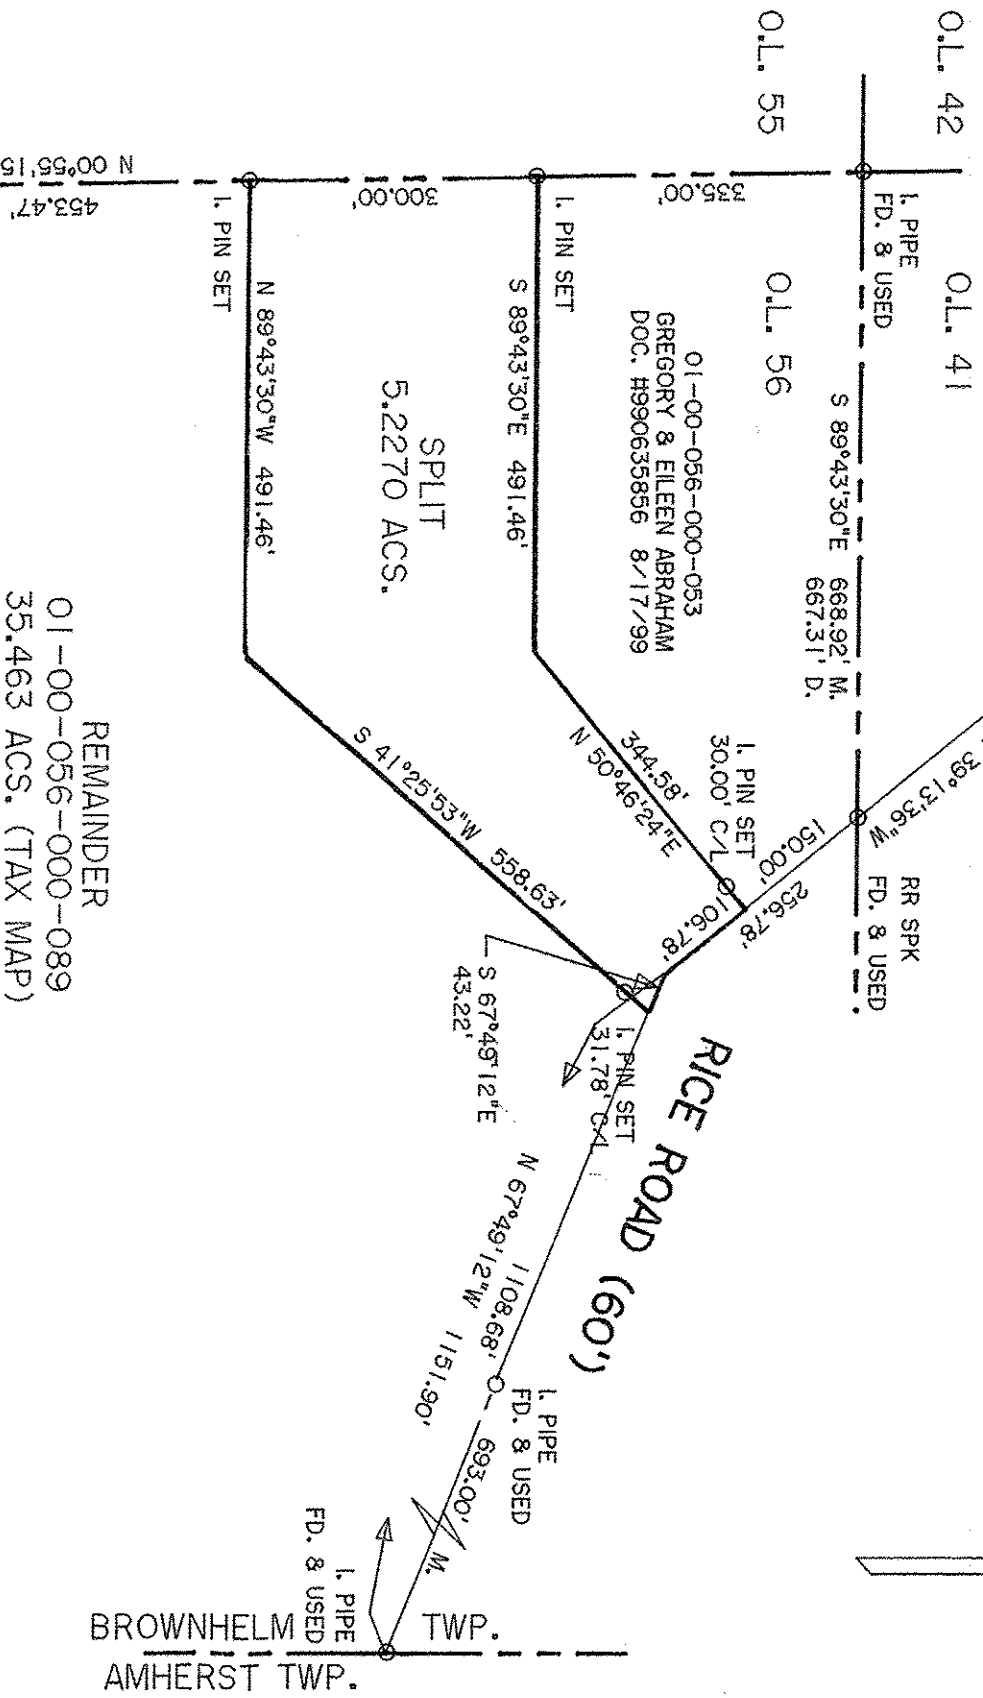 O.L. 42
O.L. 41
O.L. 55
O.L. 56
I. PIPE
FD. & USED
S 89°43'30"E 668.92' M.
667.31' D.
39°13'36"W
RR SPK
FD. & USED
335.00'
01-00-056-000-053
GREGORY & EILEEN ABRAHAM
DOC. #990635856 8/17/99
I. PIN SET
30.00' C/L
150.00'
256.78'
106.78'
344.58'
N 50°46'24"E
I. PIN SET
S 89°43'30"E 491.46'
300.00'
SPLIT
5.2270 ACS.
RICE ROAD (60')
I. PIN SET
31.78' C/L
S 67°49'12"E
43.22'
S 41°25'53"W 558.63'
N 89°43'30"W 491.46'
I. PIN SET
N 00°55'15
453.47'
1108.68'
N 67°49'12"W 1151.90'
I. PIPE
FD. & USED
693.00'
M.
I. PIPE
FD. & USED
BROWNHELM TWP.
AMHERST TWP.
REMAINDER
01-00-056-000-089
35.463 ACS. (TAX MAP)